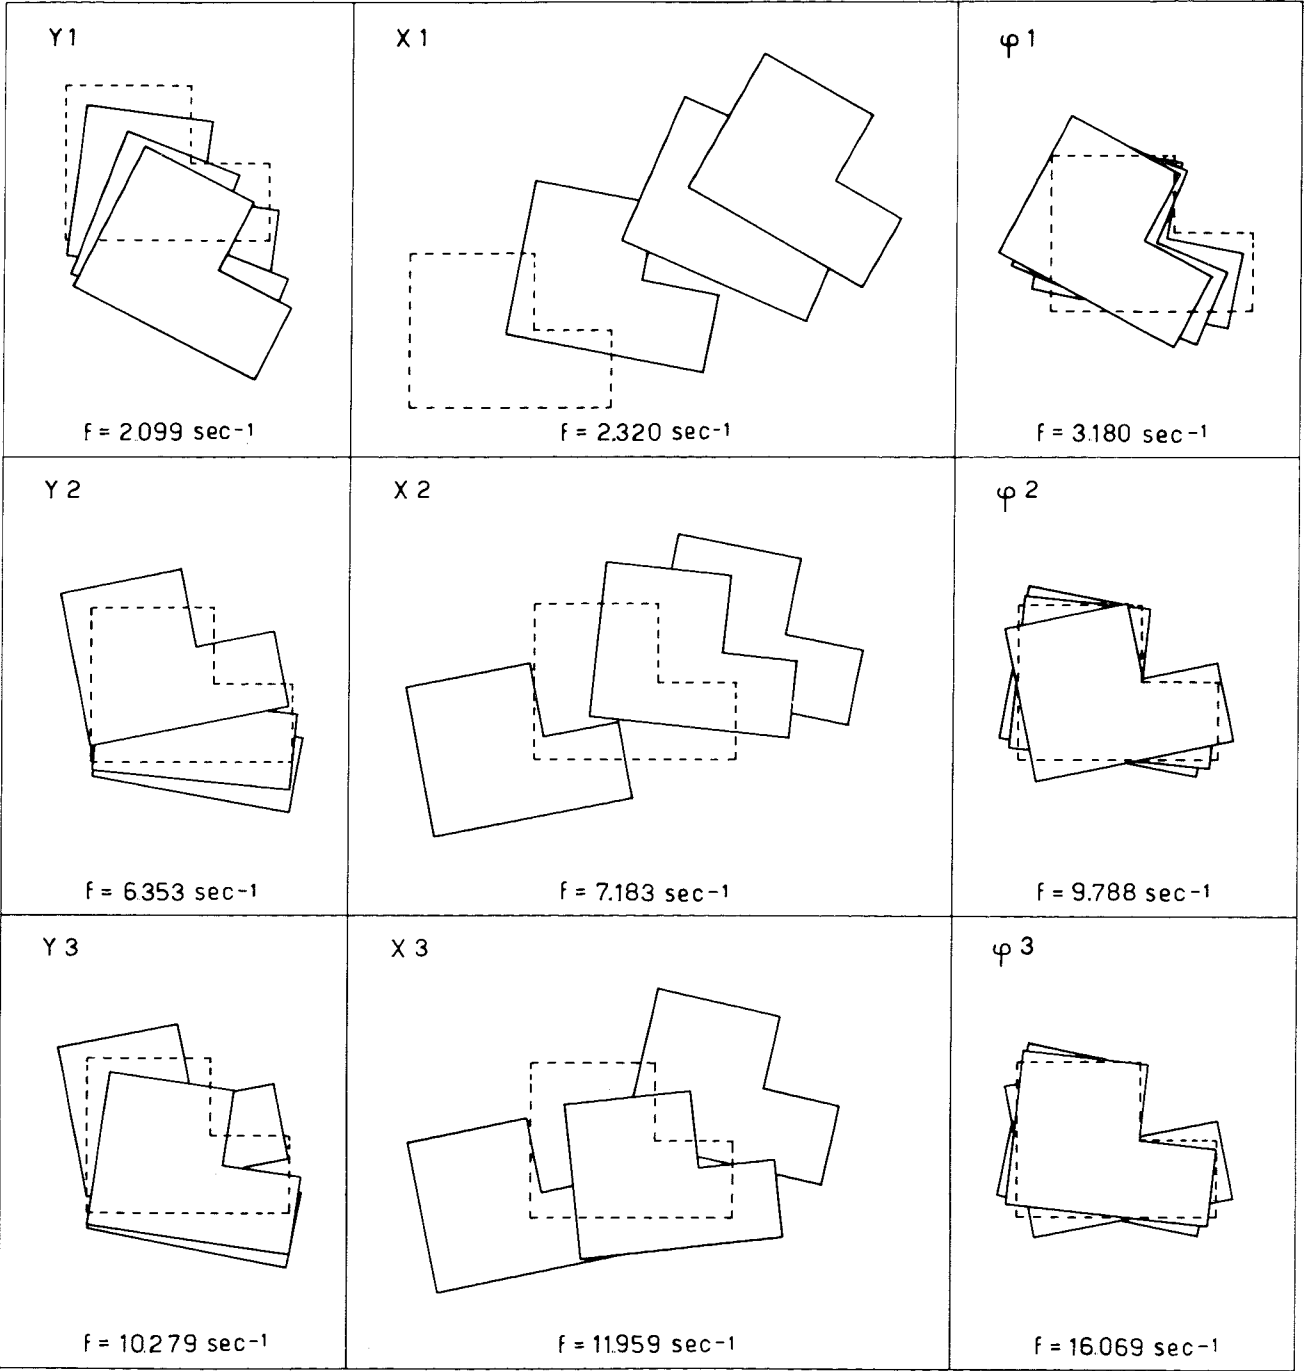 Y 1
X 1
φ 1
f = 2.099 sec-1
f = 2.320 sec-1
f = 3.180 sec-1
Y 2
X 2
φ 2
f = 6.353 sec-1
f = 7.183 sec-1
f = 9.788 sec-1
Y 3
X 3
φ 3
f = 10.279 sec-1
f = 11.959 sec-1
f = 16.069 sec-1